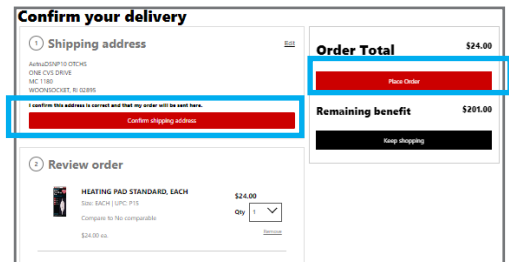 Confirm your delivery
1 Shipping address
Edit
AetnaDSNP10 OTCHS
ONE CVS DRIVE
MC 1180
WOONSOCKET, RI 02895
I confirm this address is correct and that my order will be sent here.
Confirm shipping address
2 Review order
HEATING PAD STANDARD, EACH
Size: EACH | UPC: P15
Compare to No comparable
$24.00 ea.
$24.00
Qty 1
Remove
Order Total $24.00
Place Order
Remaining benefit $201.00
Keep shopping